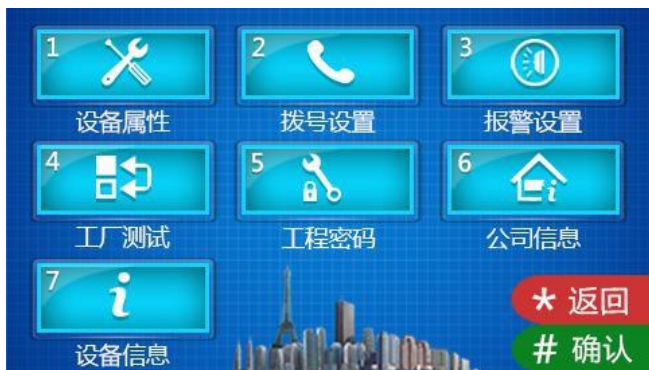 1
2
3
设备属性
拨号设置
报警设置
4
5
6
工厂测试
工程密码
公司信息
7
设备信息
* 返回
# 确认